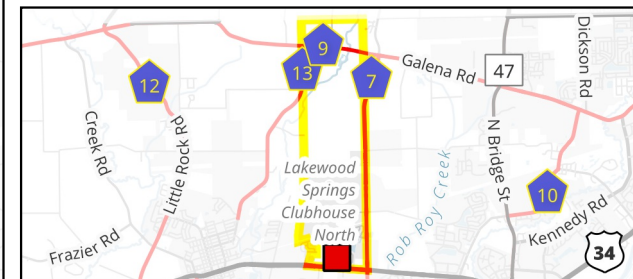 9
13
12
7
Galena Rd
47
Dickson Rd
Creek Rd
Little Rock Rd
N Bridge St
Lakewood
Springs
Clubhouse
North
Rob Roy Creek
10
Kennedy Rd
Frazier Rd
34